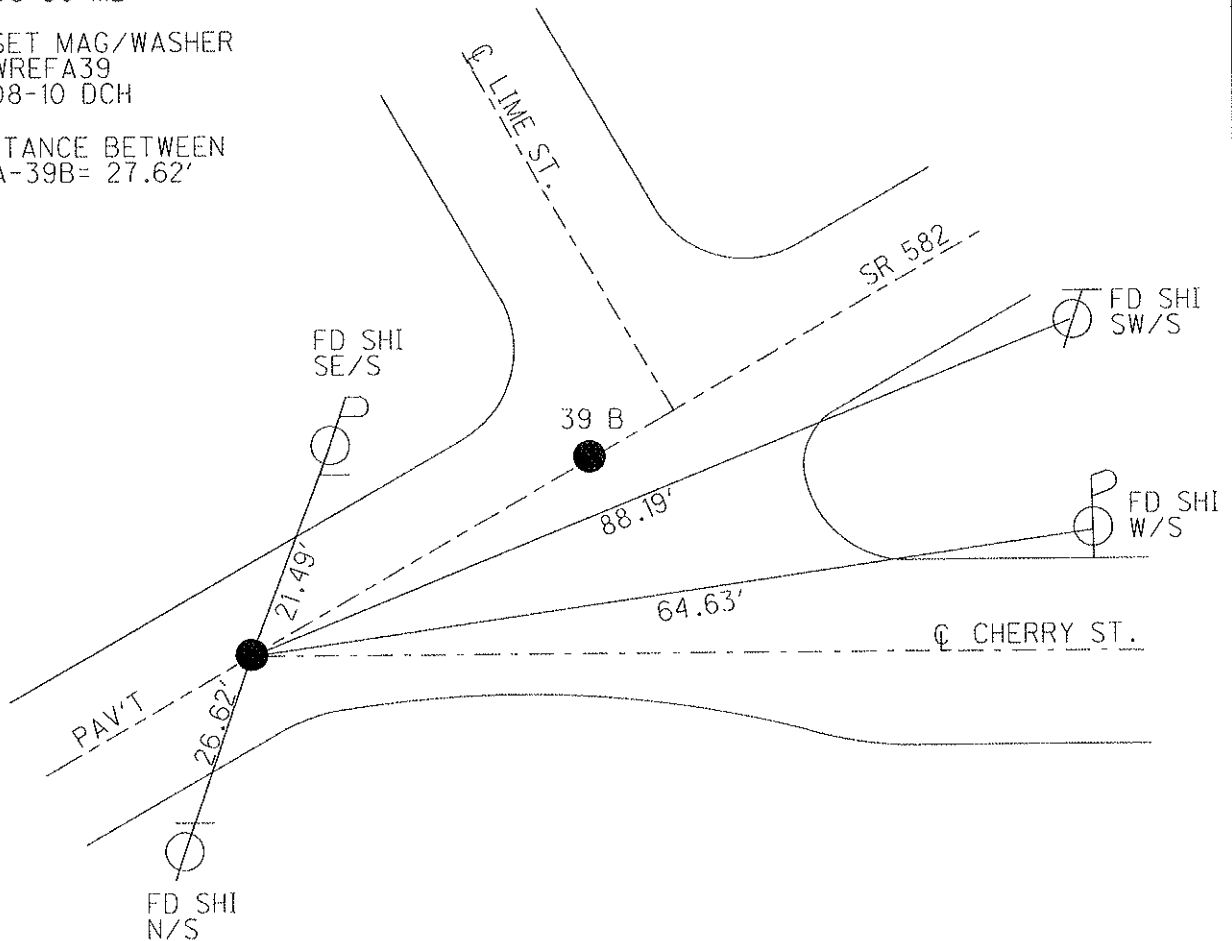 SET MAG/WASHER
WREFA39
08-10 DCH
TANCE BETWEEN
A-39B= 27.62'
℄ LIME ST.
SR 582
FD SHI
SW/S
FD SHI
SE/S
39 B
88.19'
FD SHI
W/S
21.49'
64.63'
℄ CHERRY ST.
PAV'T
26.62'
FD SHI
N/S